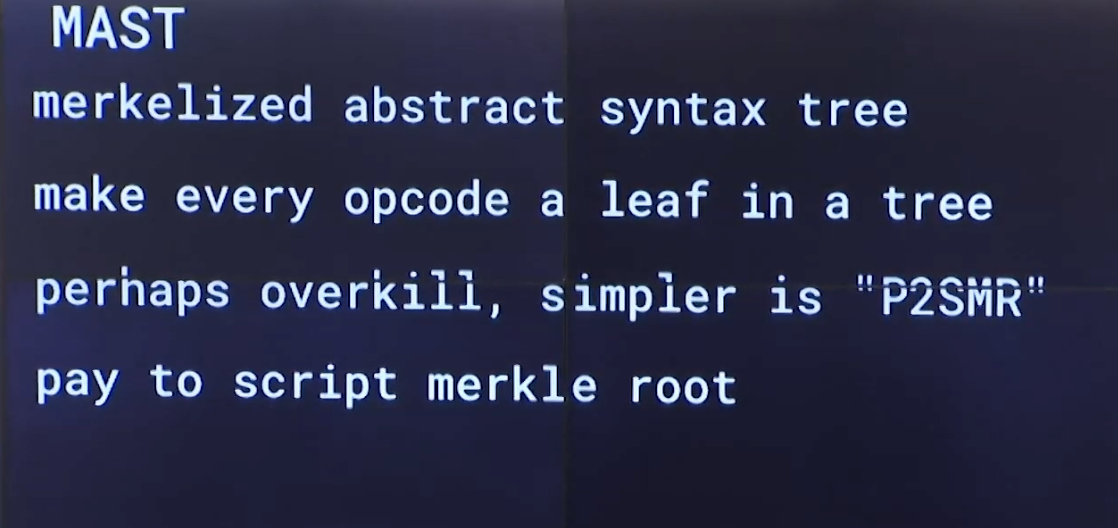 MAST
merkelized abstract syntax tree
make every opcode a leaf in a tree
perhaps overkill, simpler is "P2SMR"
pay to script merkle root